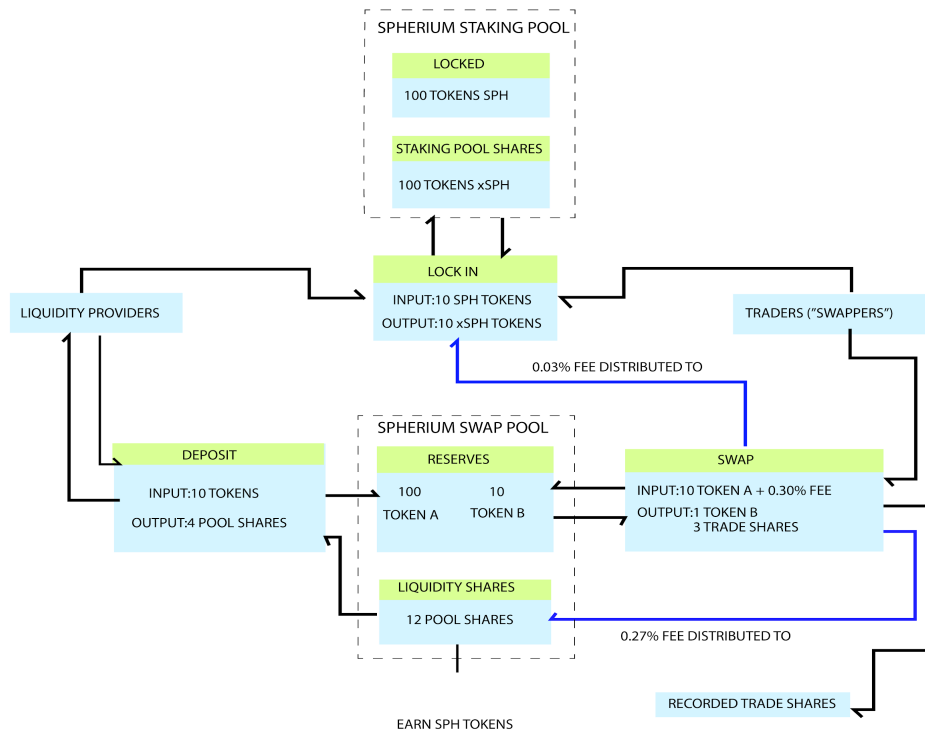 SPHERIUM STAKING POOL
LOCKED
100 TOKENS SPH
STAKING POOL SHARES
100 TOKENS xSPH
LOCK IN
INPUT:10 SPH TOKENS
OUTPUT:10 xSPH TOKENS
LIQUIDITY PROVIDERS
TRADERS ("SWAPPERS")
0.03% FEE DISTRIBUTED TO
SPHERIUM SWAP POOL
DEPOSIT
INPUT:10 TOKENS
OUTPUT:4 POOL SHARES
RESERVES
100 10
TOKEN A TOKEN B
SWAP
INPUT:10 TOKEN A + 0.30% FEE
OUTPUT:1 TOKEN B
3 TRADE SHARES
LIQUIDITY SHARES
12 POOL SHARES
0.27% FEE DISTRIBUTED TO
RECORDED TRADE SHARES
EARN SPH TOKENS